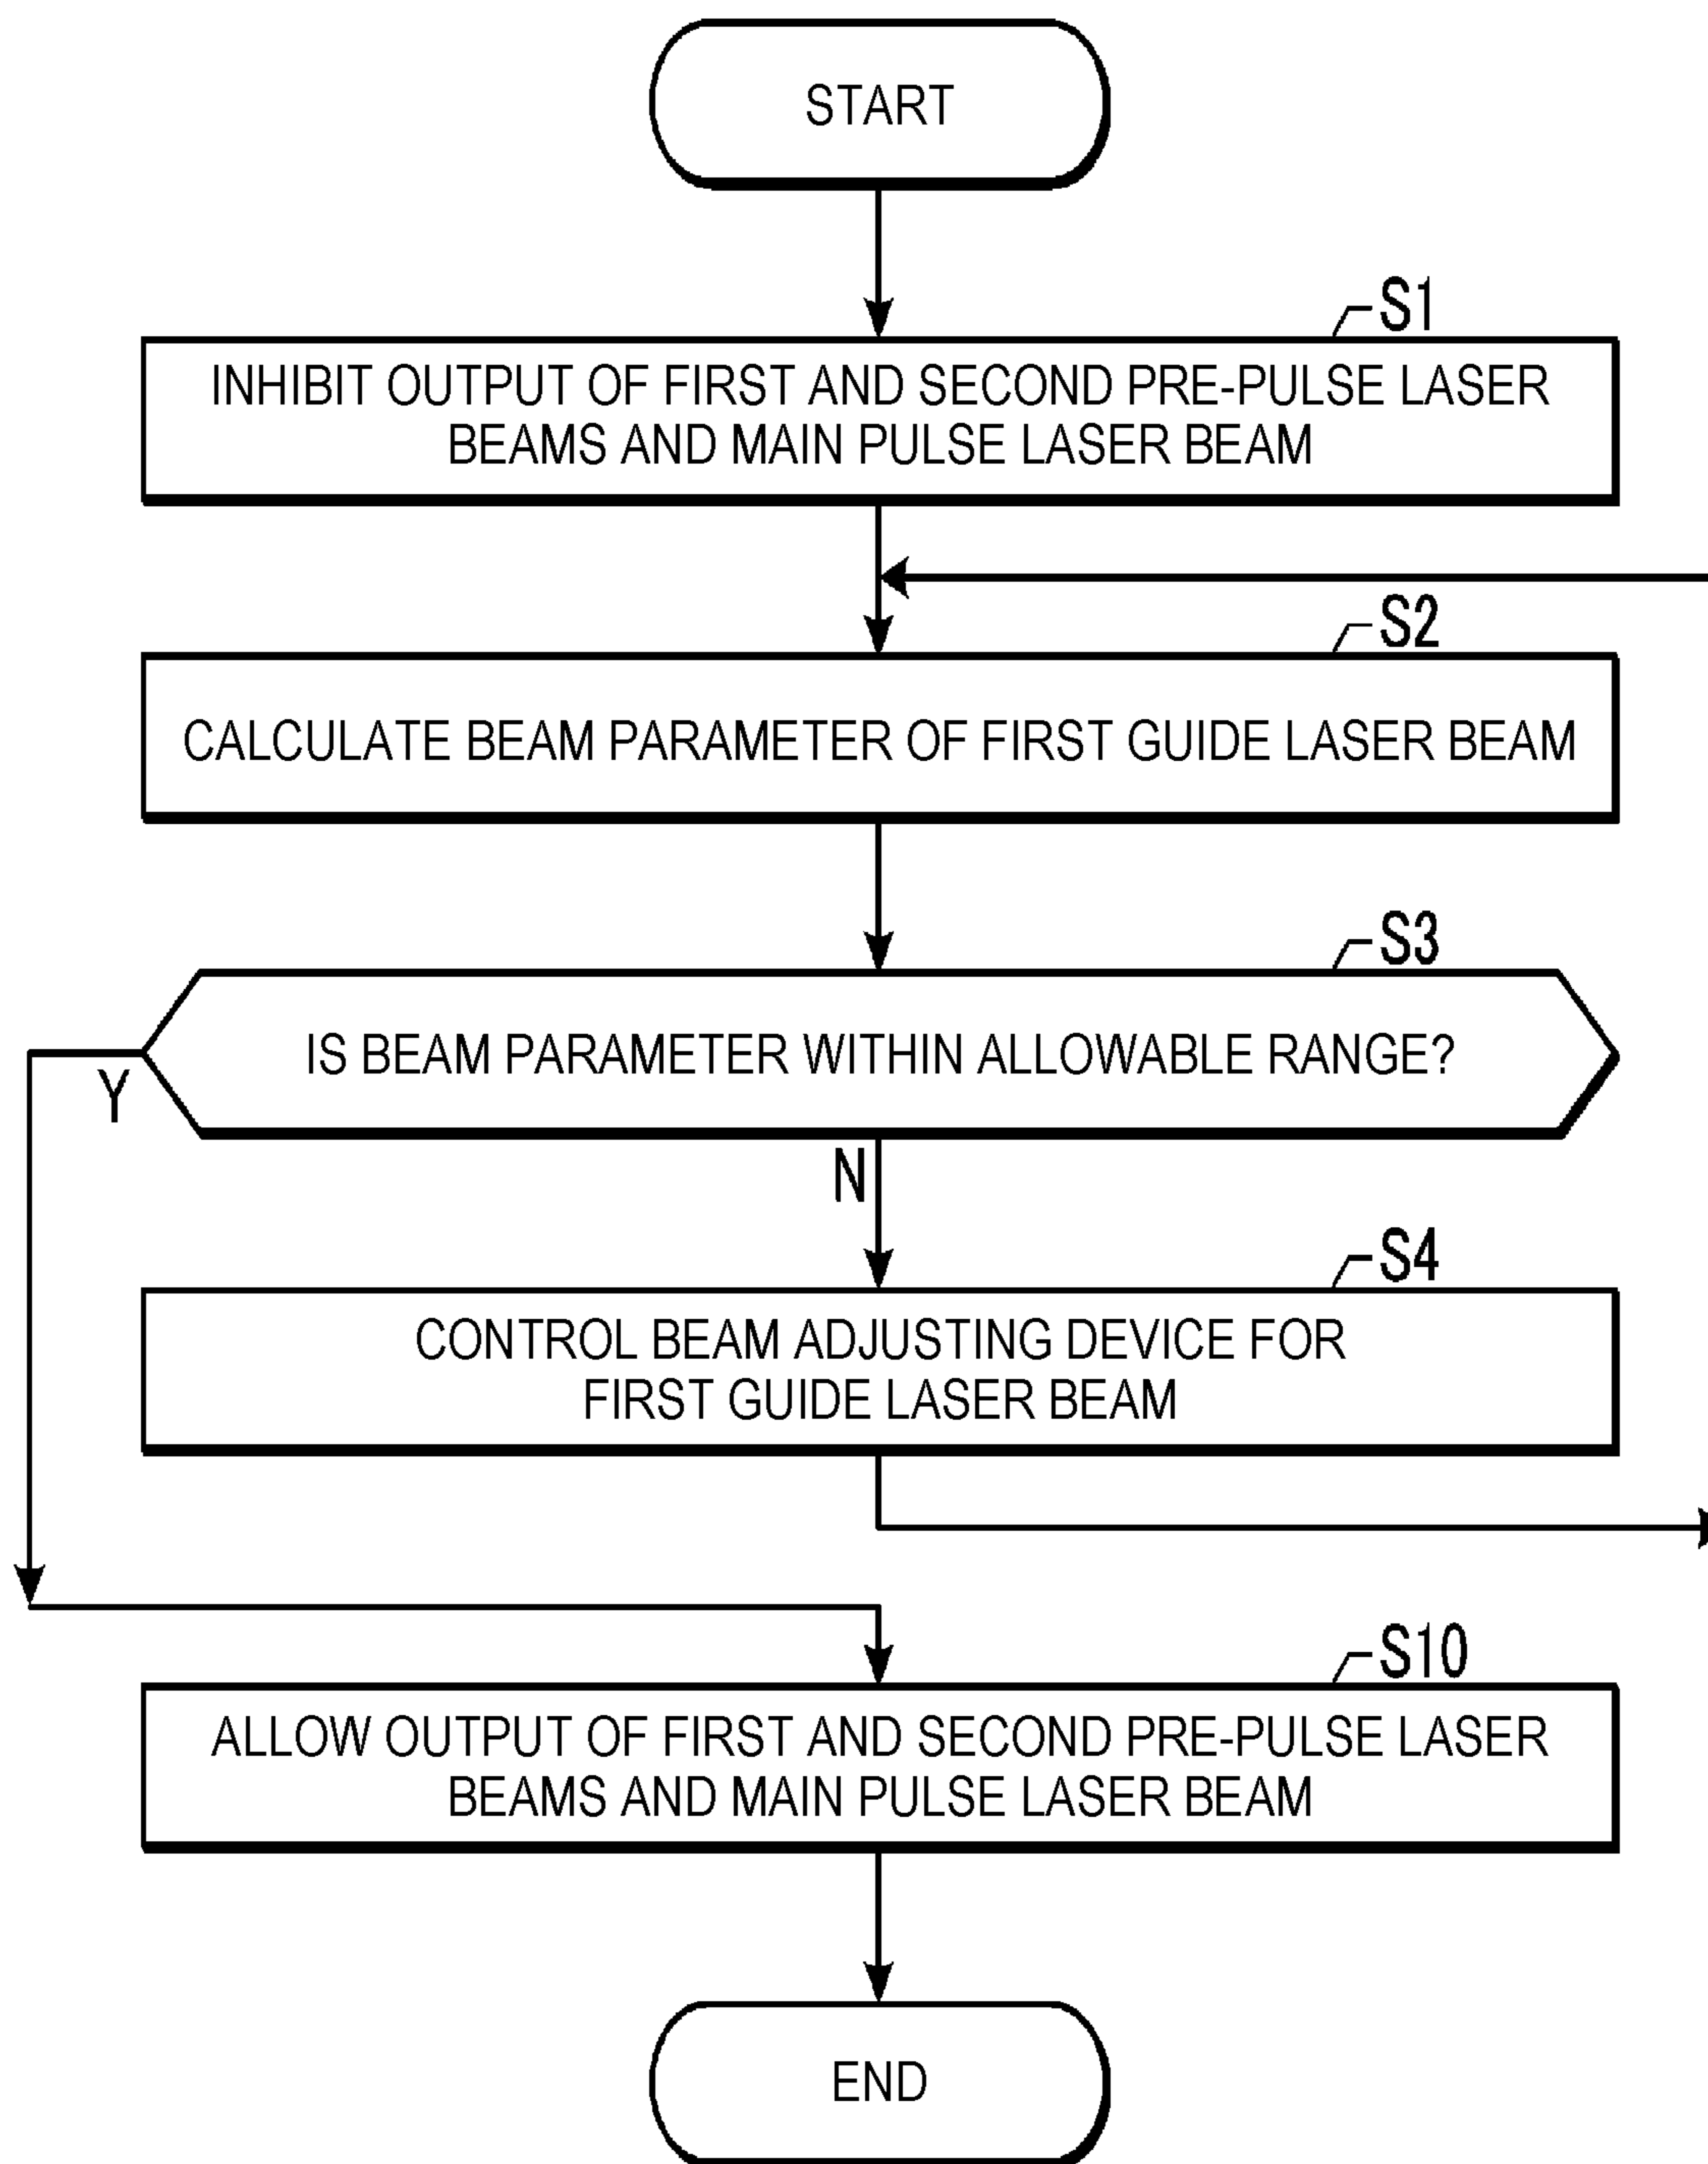 START
S1
INHIBIT OUTPUT OF FIRST AND SECOND PRE-PULSE LASER
BEAMS AND MAIN PULSE LASER BEAM
S2
CALCULATE BEAM PARAMETER OF FIRST GUIDE LASER BEAM
S3
IS BEAM PARAMETER WITHIN ALLOWABLE RANGE?
Y
N
S4
CONTROL BEAM ADJUSTING DEVICE FOR
FIRST GUIDE LASER BEAM
S10
ALLOW OUTPUT OF FIRST AND SECOND PRE-PULSE LASER
BEAMS AND MAIN PULSE LASER BEAM
END